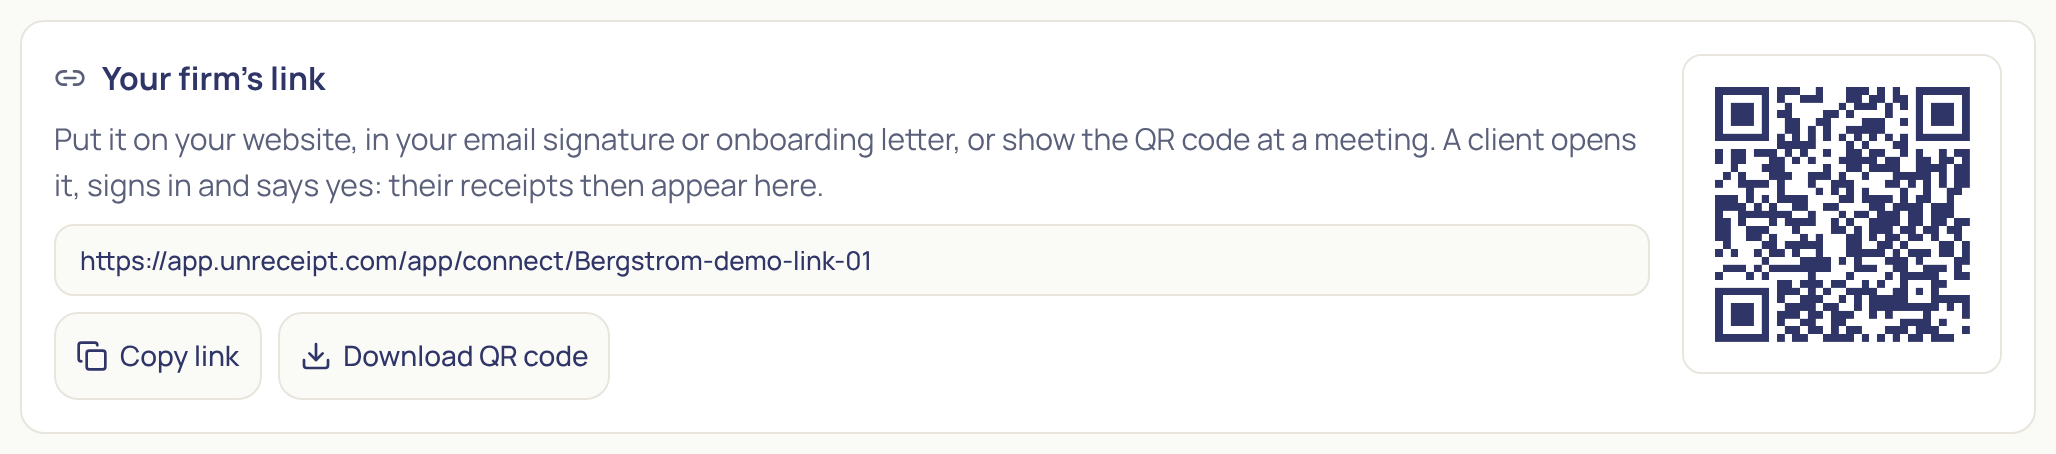 Your firm’s link
Put it on your website, in your email signature or onboarding letter, or show the QR code at a meeting. A client opens
it, signs in and says yes: their receipts then appear here.
https://app.unreceipt.com/app/connect/Bergstrom-demo-link-01
Copy link
Download QR code